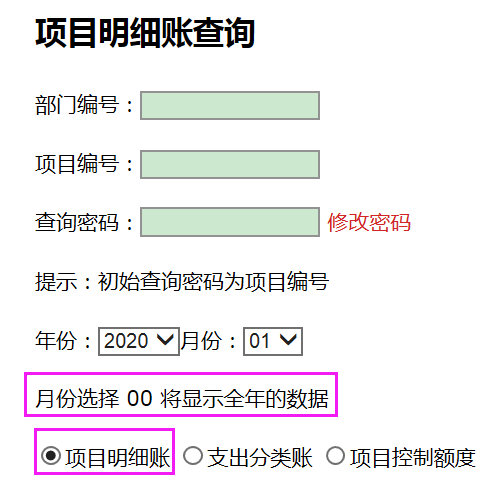 项目明细账查询
部门编号：
项目编号：
查询密码： 修改密码
提示：初始查询密码为项目编号
年份：2020 月份：01
月份选择 00 将显示全年的数据
项目明细账 支出分类账 项目控制额度